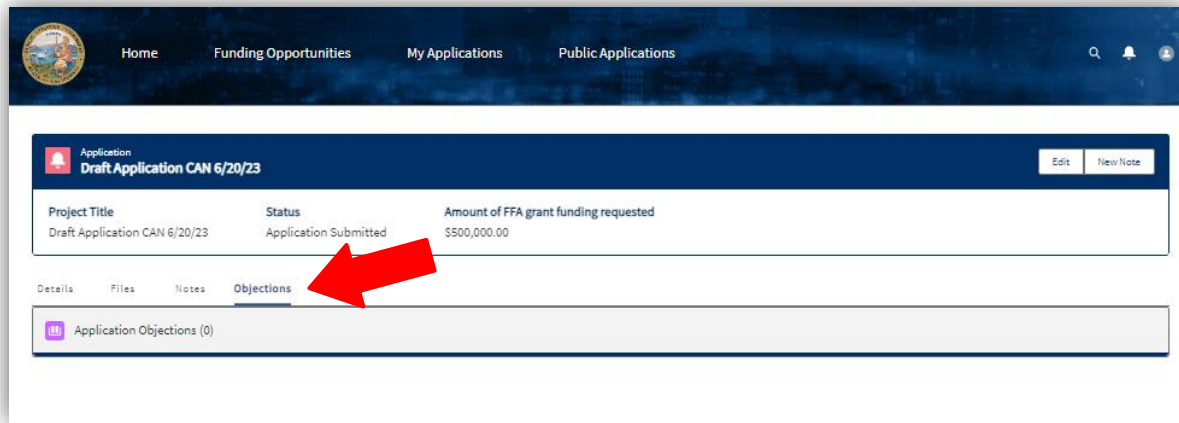 Home Funding Opportunities My Applications Public Applications
Application
Draft Application CAN 6/20/23
Edit New Note
Project Title Status Amount of FFA grant funding requested
Draft Application CAN 6/20/23 Application Submitted $500,000.00
Details Files Notes Objections
Application Objections (0)